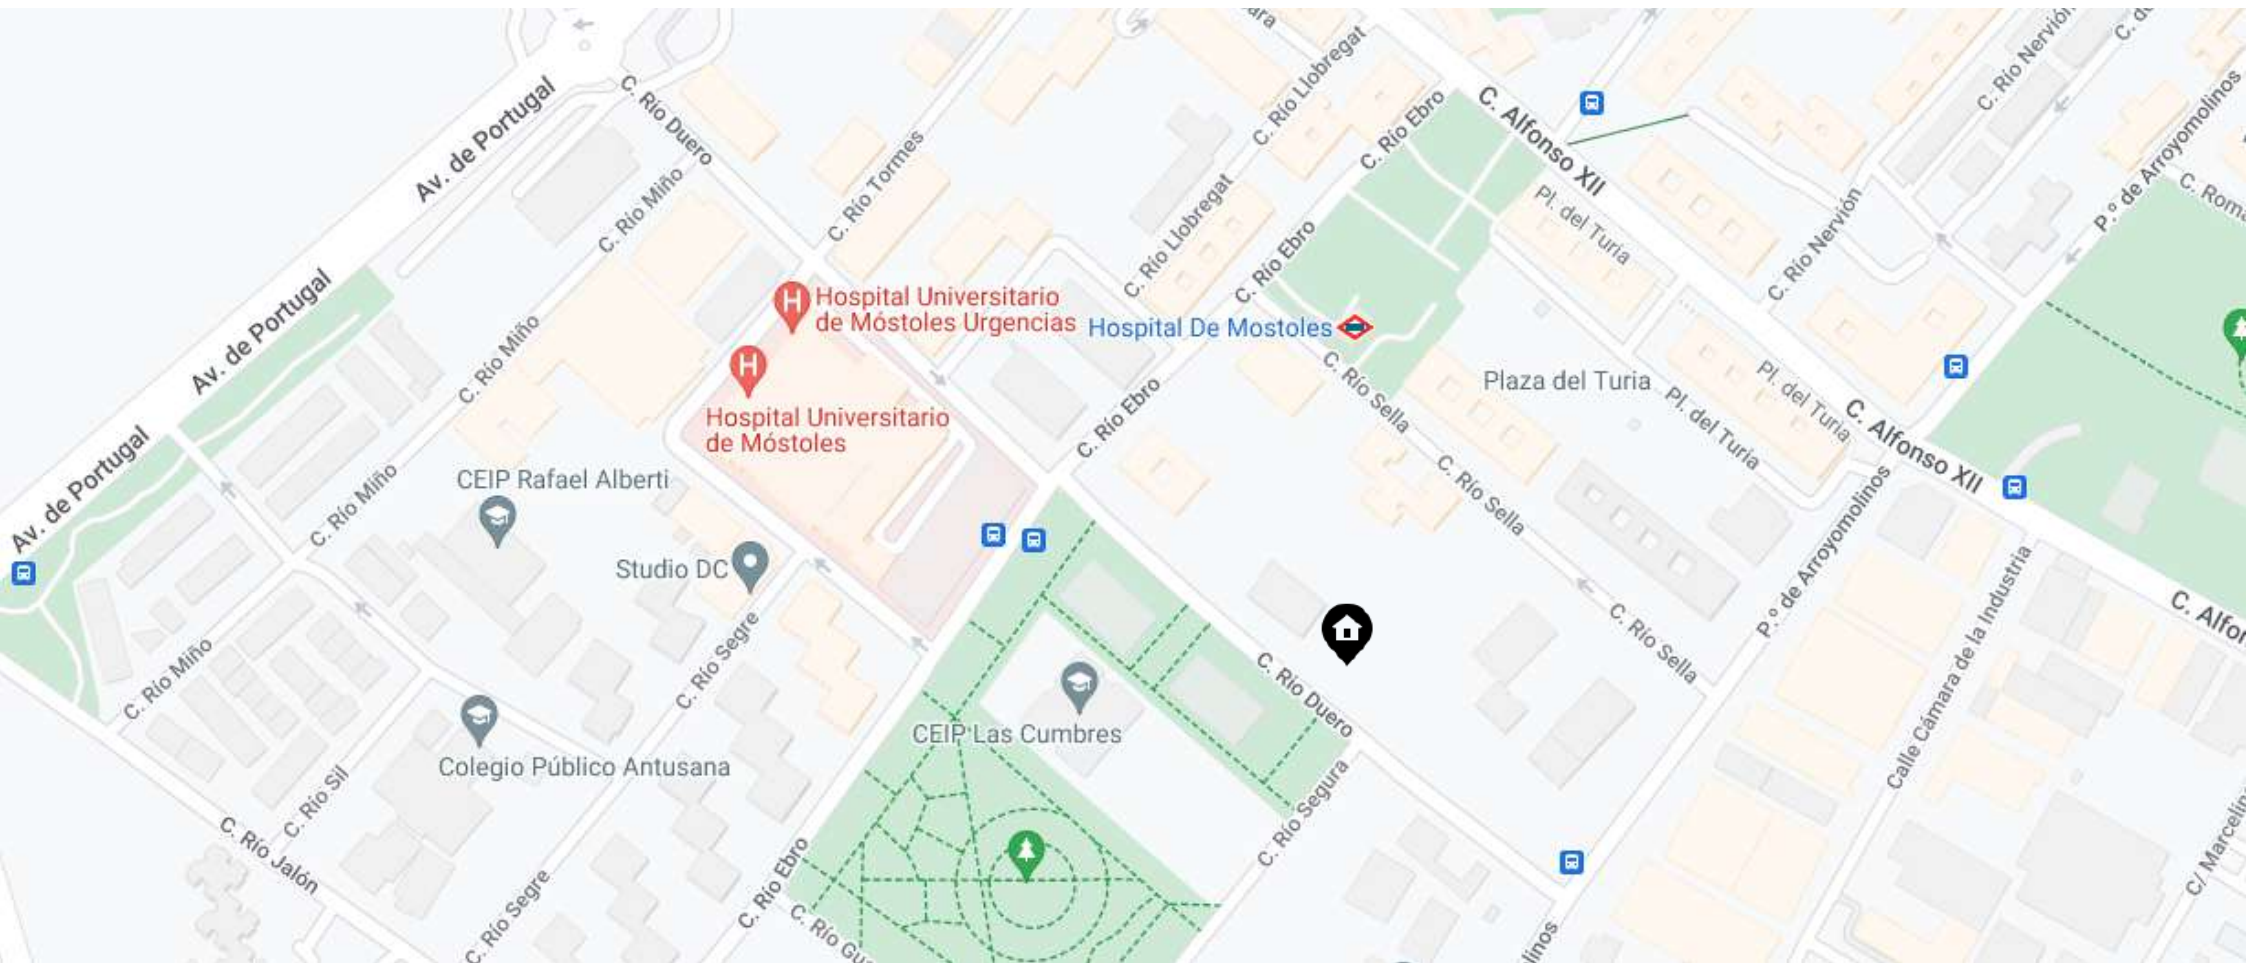 C. Río Nervión
C. Río Llobregat
Av. de Portugal
C. Río Duero
C. Río Ebro
C. Alfonso XII
P.º de Arroyomolinos
C. Río Tormes
C. Río Miño
Pl. del Turia
C. Río Llobregat
C. Río Nervión
C. Río Ebro
Av. de Portugal
Hospital Universitario
de Móstoles Urgencias
Hospital De Mostoles
C. Río Miño
C. Río Sella
Plaza del Turia
Pl. del Turia
Pl. del Turia
C. Alfonso XII
Hospital Universitario
de Móstoles
C. Río Ebro
Av. de Portugal
CEIP Rafael Alberti
C. Río Miño
C. Río Sella
P.º de Arroyomolinos
Studio DC
C. Río Segre
C. Río Sella
Calle Cámara de la Industria
C. Río Miño
C. Río Duero
CEIP Las Cumbres
Colegio Público Antusana
C. Río Sil
C. Río Segura
C. Río Jalón
C. Río Ebro
C. Río Segre